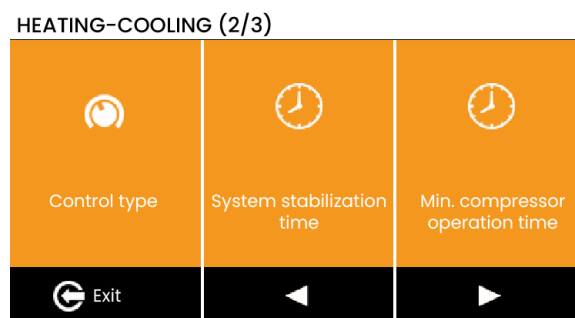 HEATING-COOLING (2/3)
Control type
System stabilization
time
Min. compressor
operation time
Exit